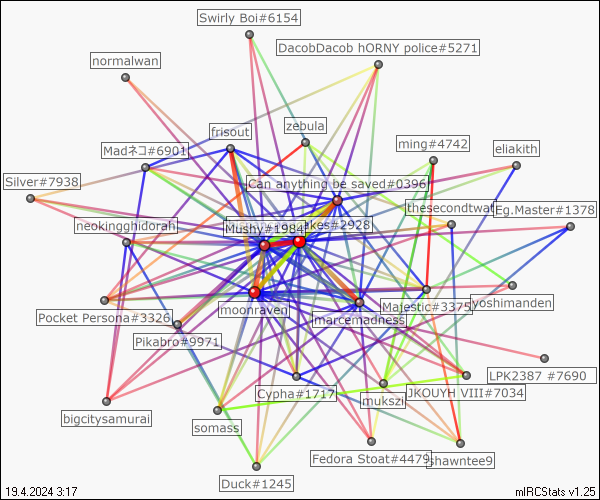 Swirly Boi#6154
DacobDacob hORNY police#5271
normalwan
frisout
zebula
ming#4742
eliakith
Madネコ#6901
Silver#7938
Can anything be saved#0396
thesecondtwat
Eg.Master#1378
neokingghidorah
Mushy#1984
akes#2928
yoshimanden
Majestic#3375
moonraven
marcemadness
Pocket Persona#3326
Pikabro#9971
LPK2387 #7690
JKOUYH VIII#7034
Cypha#1717
mukszi
bigcitysamurai
somass
Fedora Stoat#4479
shawntee9
Duck#1245
19.4.2024 3:17
mIRCStats v1.25